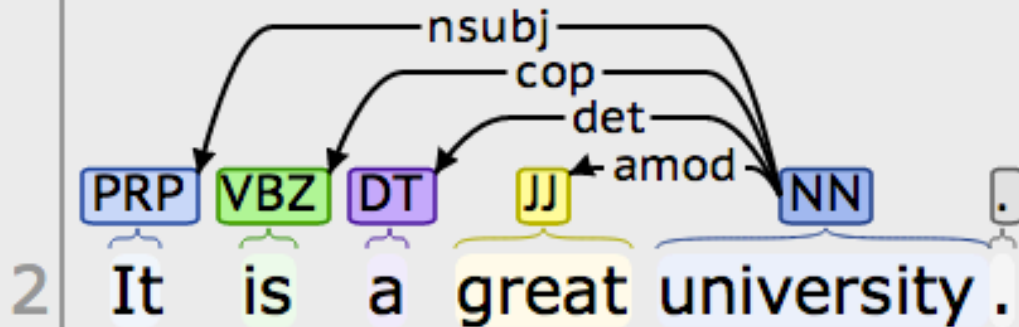 nsubj
cop
det
amod
PRP VBZ DT JJ NN .
2 It is a great university .